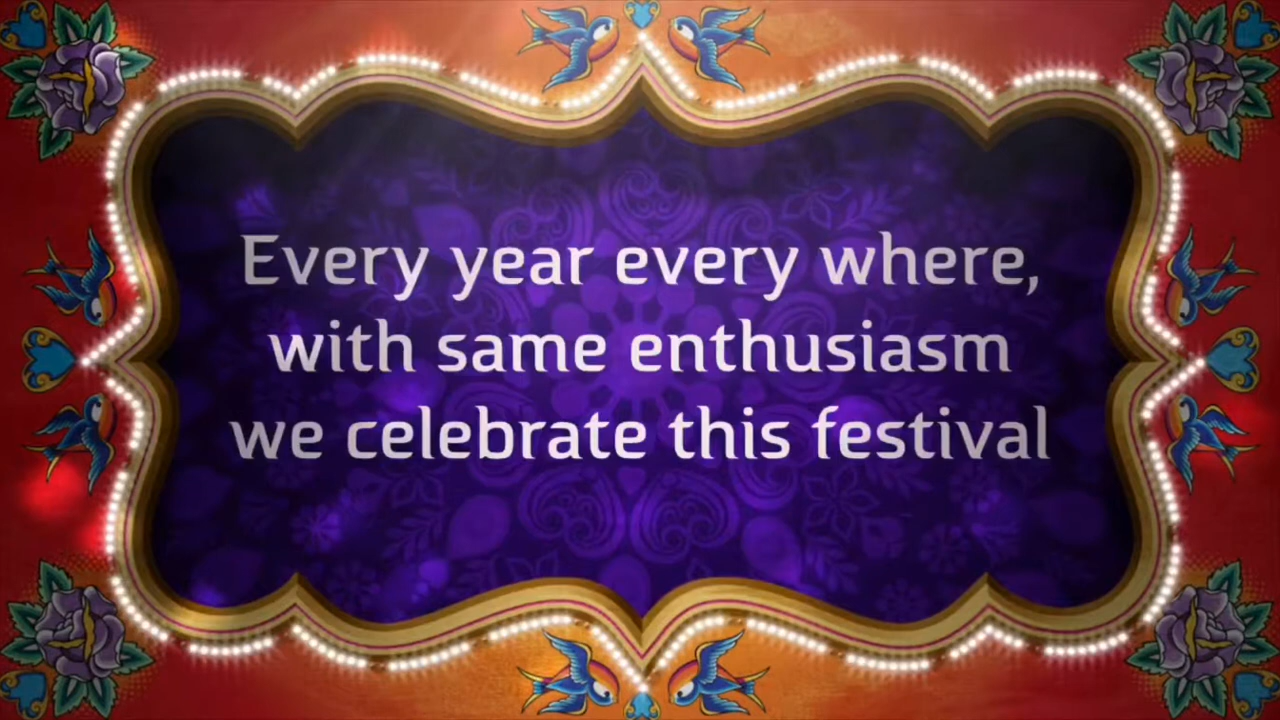 Every year every where,
with same enthusiasm
we celebrate this festival